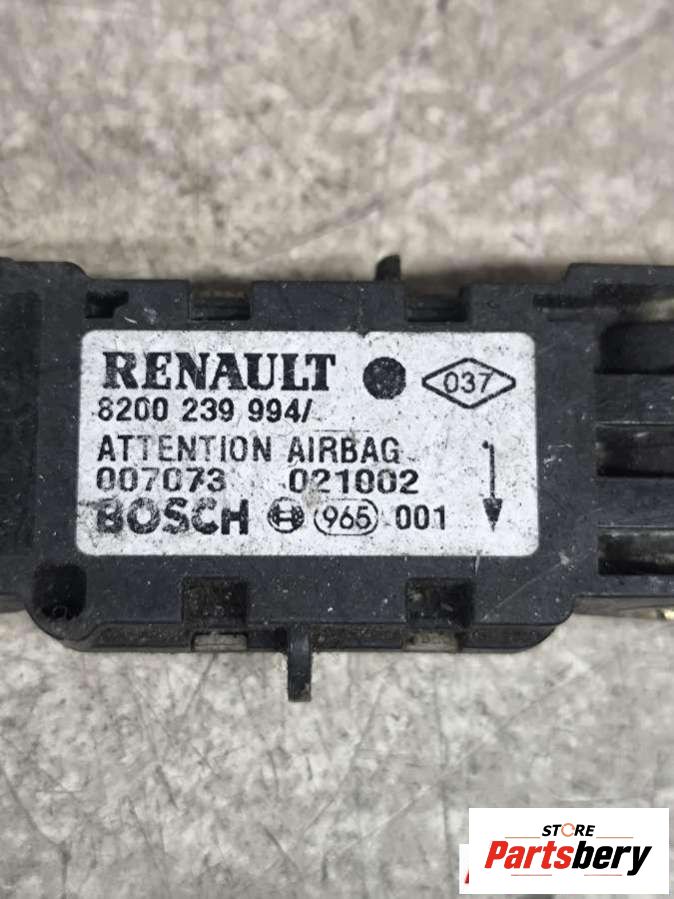 RENAULT 037
8200 239 994/
ATTENTION AIRBAG
007073 021002
BOSCH 965 001
STORE
Partsbery